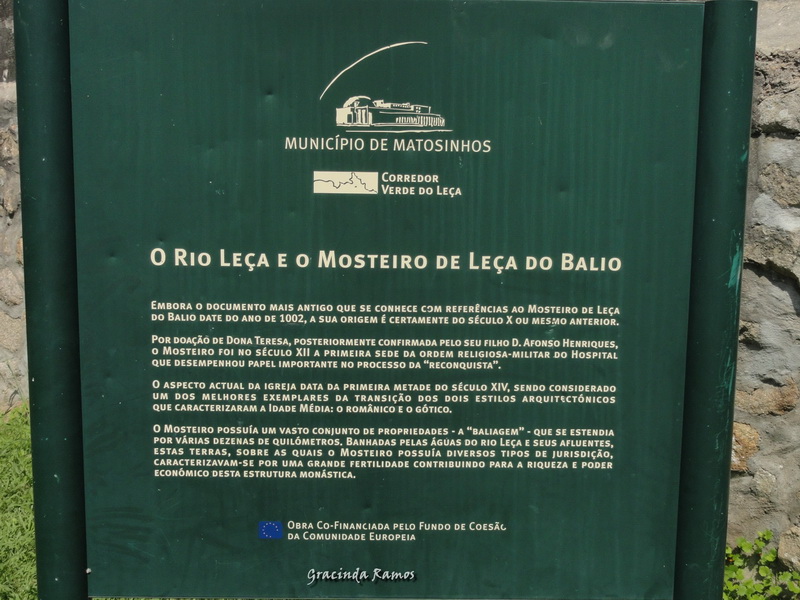 MUNICÍPIO DE MATOSINHOS
CORREDOR
VERDE DO LEÇA
O RIO LEÇA E O MOSTEIRO DE LEÇA DO BALIO
EMBORA O DOCUMENTO MAIS ANTIGO QUE SE CONHECE COM REFERÊNCIAS AO MOSTEIRO DE LEÇA
DO BALIO DATE DO ANO DE 1002, A SUA ORIGEM É CERTAMENTE DO SÉCULO X OU MESMO ANTERIOR.
POR DOAÇÃO DE DONA TERESA, POSTERIORMENTE CONFIRMADA PELO SEU FILHO D. AFONSO HENRIQUES,
O MOSTEIRO FOI NO SÉCULO XII A PRIMEIRA SEDE DA ORDEM RELIGIOSA-MILITAR DO HOSPITAL
QUE DESEMPENHOU PAPEL IMPORTANTE NO PROCESSO DA "RECONQUISTA".
O ASPECTO ACTUAL DA IGREJA DATA DA PRIMEIRA METADE DO SÉCULO XIV, SENDO CONSIDERADO
UM DOS MELHORES EXEMPLARES DA TRANSIÇÃO DOS DOIS ESTILOS ARQUITECTÓNICOS
QUE CARACTERIZARAM A IDADE MÉDIA: O ROMÂNICO E O GÓTICO.
O MOSTEIRO POSSUÍA UM VASTO CONJUNTO DE PROPRIEDADES - A "BALIAGEM" - QUE SE ESTENDIA
POR VÁRIAS DEZENAS DE QUILÓMETROS. BANHADAS PELAS ÁGUAS DO RIO LEÇA E SEUS AFLUENTES,
ESTAS TERRAS, SOBRE AS QUAIS O MOSTEIRO POSSUÍA DIVERSOS TIPOS DE JURISDIÇÃO,
CARACTERIZAVAM-SE POR UMA GRANDE FERTILIDADE CONTRIBUINDO PARA A RIQUEZA E PODER
ECONÓMICO DESTA ESTRUTURA MONÁSTICA.
OBRA CO-FINANCIADA PELO FUNDO DE COESÃO
DA COMUNIDADE EUROPEIA
Gracinda Ramos